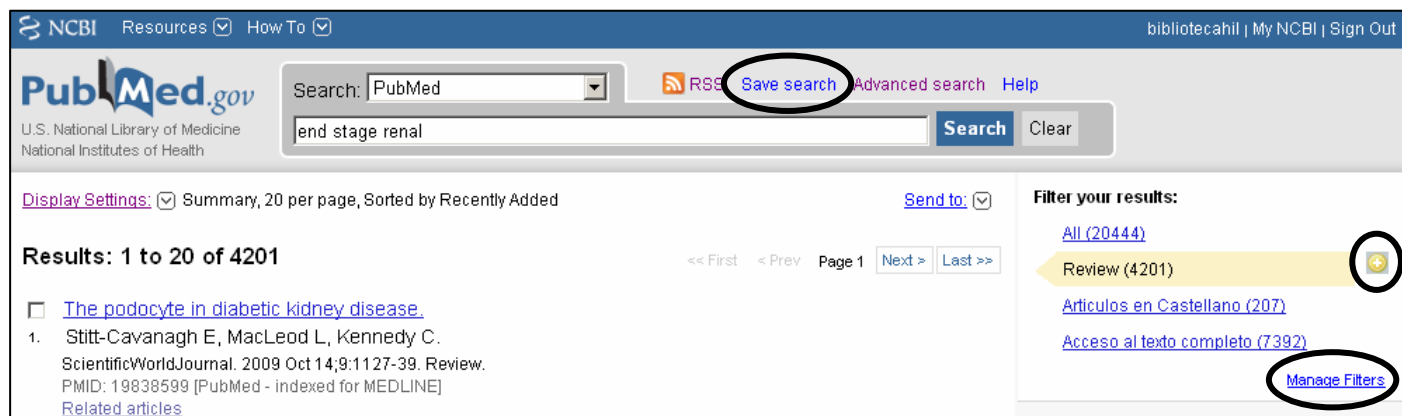 NCBI Resources How To bibliotecahil | My NCBI | Sign Out
PubMed.gov
U.S. National Library of Medicine
National Institutes of Health
Search: PubMed
RSS Save search Advanced search Help
end stage renal
Search Clear
Display Settings: Summary, 20 per page, Sorted by Recently Added
Send to:
Results: 1 to 20 of 4201
<< First < Prev Page 1 Next > Last >>
The podocyte in diabetic kidney disease.
1. Stitt-Cavanagh E, MacLeod L, Kennedy C.
ScientificWorldJournal. 2009 Oct 14;9:1127-39. Review.
PMID: 19838599 [PubMed - indexed for MEDLINE]
Related articles
Filter your results:
All (20444)
Review (4201)
Articulos en Castellano (207)
Acceso al texto completo (7392)
Manage Filters